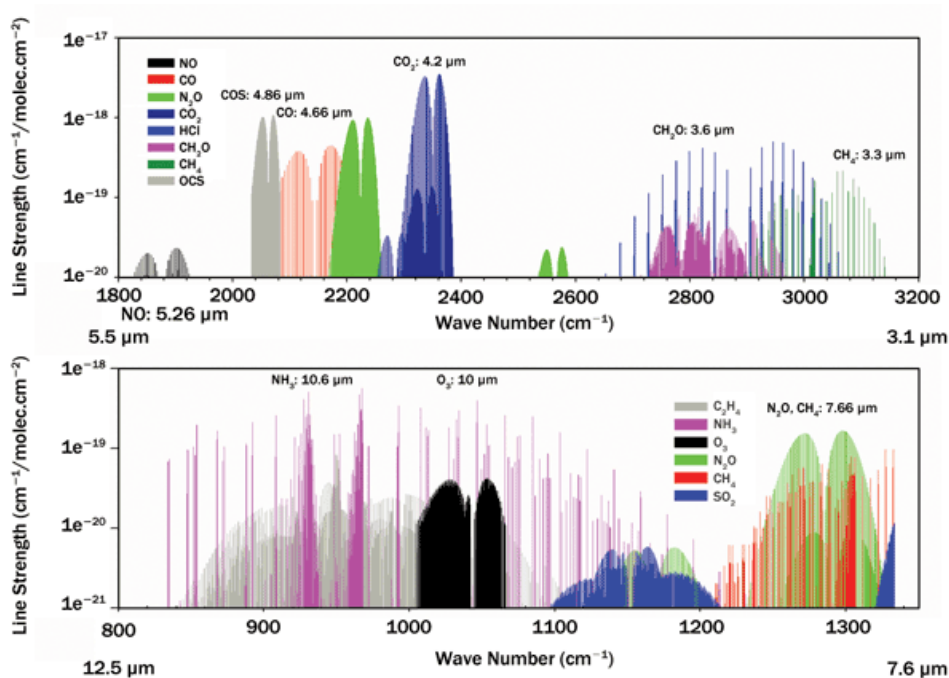 1e⁻¹⁷
1e⁻¹⁸
1e⁻¹⁹
1e⁻²⁰
Line Strength (cm⁻¹/molec.cm⁻²)
NO
CO
N₂O
CO₂
HCl
CH₂O
CH₄
OCS
COS: 4.86 µm
CO: 4.66 µm
CO₂: 4.2 µm
CH₂O: 3.6 µm
CH₄: 3.3 µm
1800 2000 2200 2400 2600 2800 3000 3200
NO: 5.26 µm
Wave Number (cm⁻¹)
5.5 µm 3.1 µm
1e⁻¹⁸
1e⁻¹⁹
1e⁻²⁰
1e⁻²¹
Line Strength (cm⁻¹/molec.cm⁻²)
NH₃: 10.6 µm
O₃: 10 µm
N₂O, CH₄: 7.66 µm
C₂H₄
NH₃
O₃
N₂O
CH₄
SO₂
800 900 1000 1100 1200 1300
Wave Number (cm⁻¹)
12.5 µm 7.6 µm